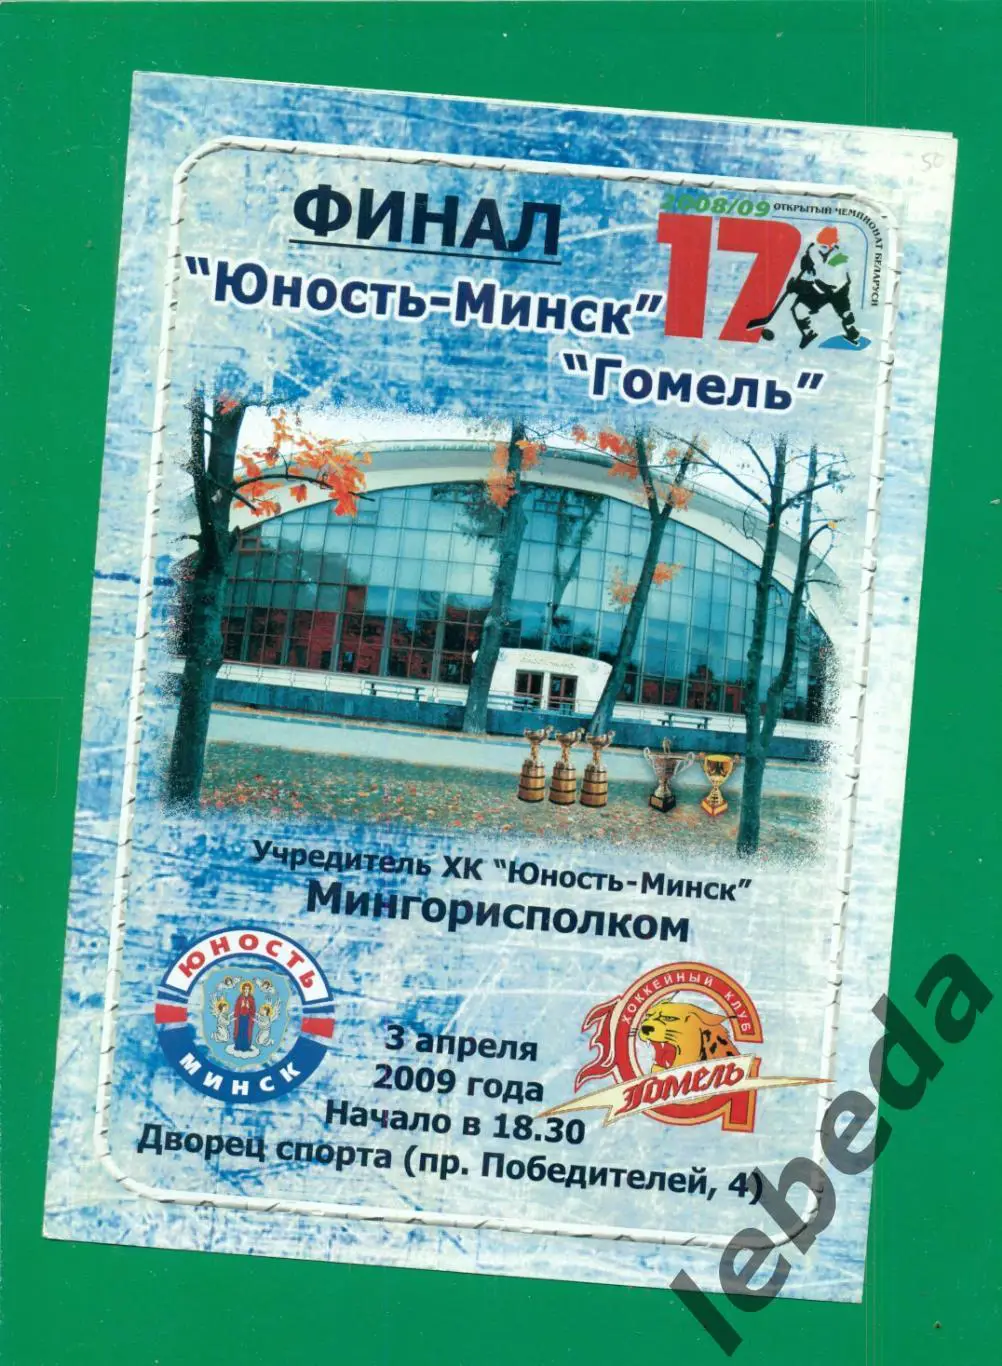 50
ФИНАЛ
2008/09 ОТКРЫТЫЙ ЧЕМПИОНАТ БЕЛАРУСИ
17
“Юность-Минск”
“Гомель”
Учредитель ХК “Юность-Минск”
Мингорисполком
ЮНОСТЬ
МИНСК
ХОККЕЙНЫЙ КЛУБ
Гомель
3 апреля
2009 года
Начало в 18.30
Дворец спорта (пр. Победителей, 4)
lebeda